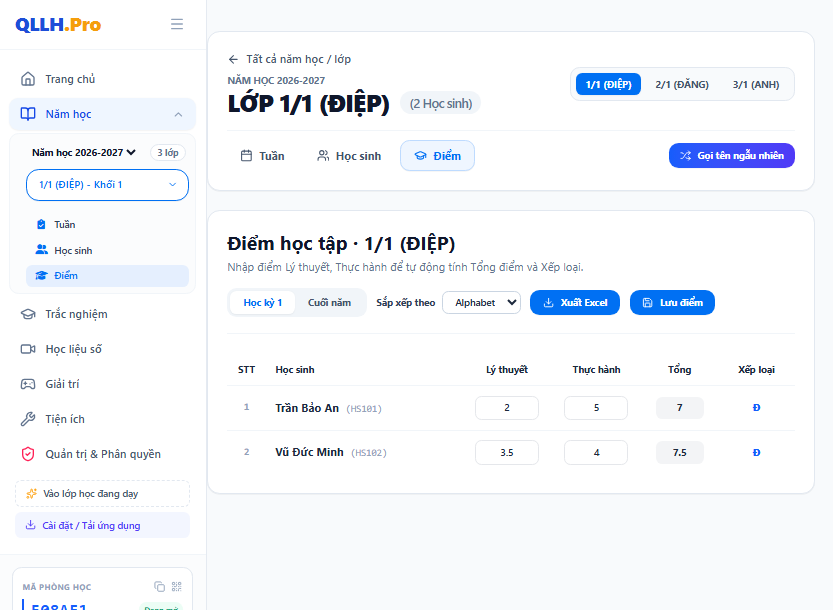 QLLH.Pro
Trang chủ
Năm học
Năm học 2026-2027
3 lớp
1/1 (ĐIỆP) - Khối 1
Tuần
Học sinh
Điểm
Trắc nghiệm
Học liệu số
Giải trí
Tiện ích
Quản trị & Phân quyền
Vào lớp học đang dạy
Cài đặt / Tải ứng dụng
MÃ PHÒNG HỌC
Tất cả năm học / lớp
NĂM HỌC 2026-2027
LỚP 1/1 (ĐIỆP) (2 Học sinh)
1/1 (ĐIỆP) 2/1 (ĐĂNG) 3/1 (ANH)
Tuần Học sinh Điểm
Gọi tên ngẫu nhiên
Điểm học tập · 1/1 (ĐIỆP)
Nhập điểm Lý thuyết, Thực hành để tự động tính Tổng điểm và Xếp loại.
Học kỳ 1 Cuối năm Sắp xếp theo Alphabet Xuất Excel Lưu điểm
STT Học sinh Lý thuyết Thực hành Tổng Xếp loại
1 Trần Bảo An (HS101) 2 5 7 Đ
2 Vũ Đức Minh (HS102) 3.5 4 7.5 Đ